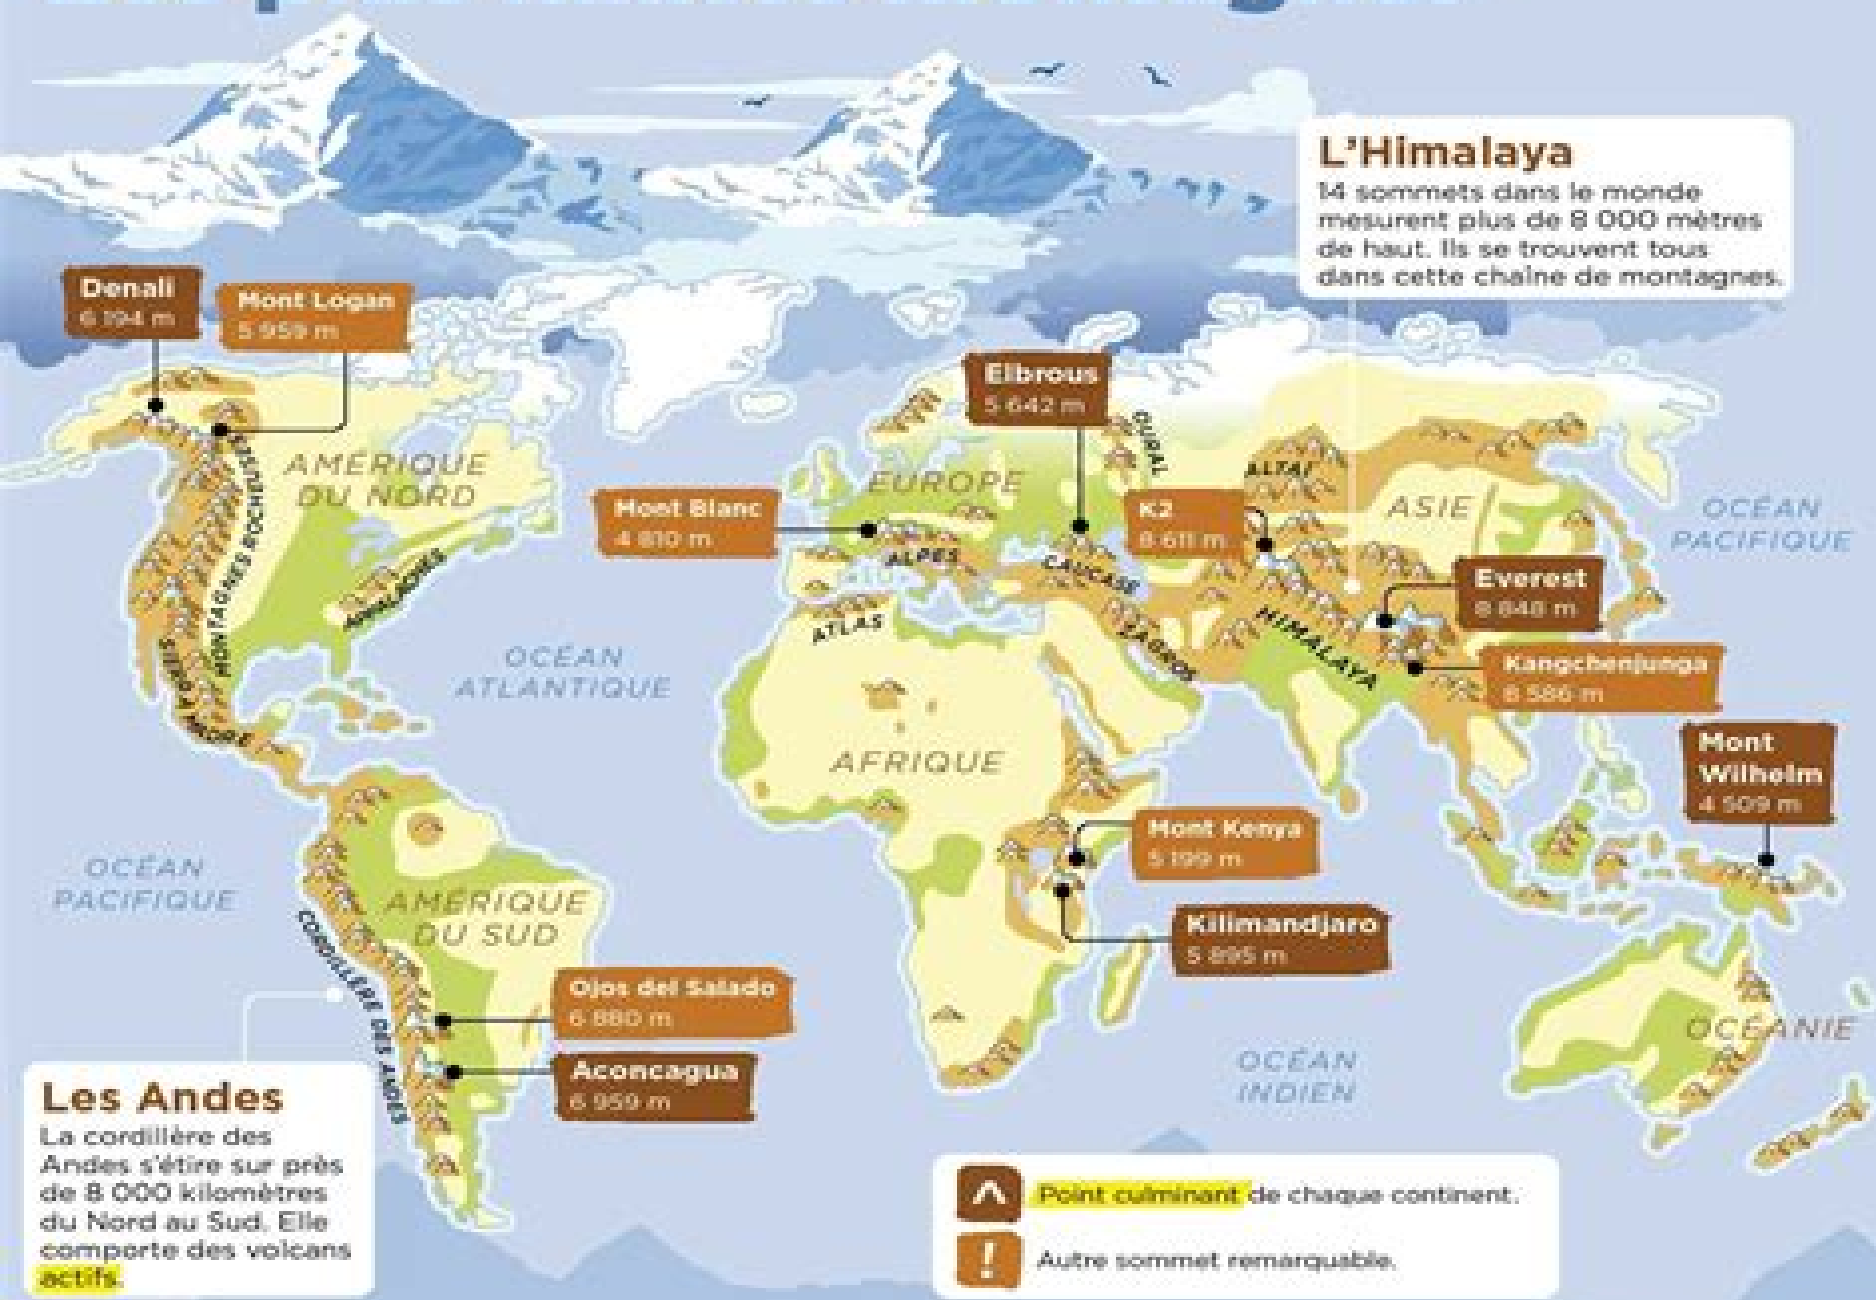 L'Himalaya
14 sommets dans le monde
mesurent plus de 8 000 mètres
de haut. Ils se trouvent tous
dans cette chaîne de montagnes.
Denali
6 194 m
Mont Logan
5 959 m
Elbrous
5 642 m
OURAL
AMÉRIQUE
DU NORD
EUROPE
ALTAÏ
ASIE
OCÉAN
PACIFIQUE
Mont Blanc
4 810 m
K2
8 611 m
MONTAGNES ROCHEUSES
APPALACHES
ALPES
CAUCASE
Everest
8 848 m
ATLAS
ZAGROS
HIMALAYA
Kangchenjunga
8 586 m
OCÉAN
ATLANTIQUE
SIERRA MADRE
AFRIQUE
Mont
Wilhelm
4 509 m
Mont Kenya
5 199 m
OCÉAN
PACIFIQUE
AMÉRIQUE
DU SUD
Kilimandjaro
5 895 m
CORDILLÈRE DES ANDES
Ojos del Salado
6 880 m
Aconcagua
6 959 m
OCÉAN
INDIEN
OCÉANIE
Les Andes
La cordillère des
Andes s'étire sur près
de 8 000 kilomètres
du Nord au Sud. Elle
comporte des volcans
actifs.
Point culminant de chaque continent.
! Autre sommet remarquable.